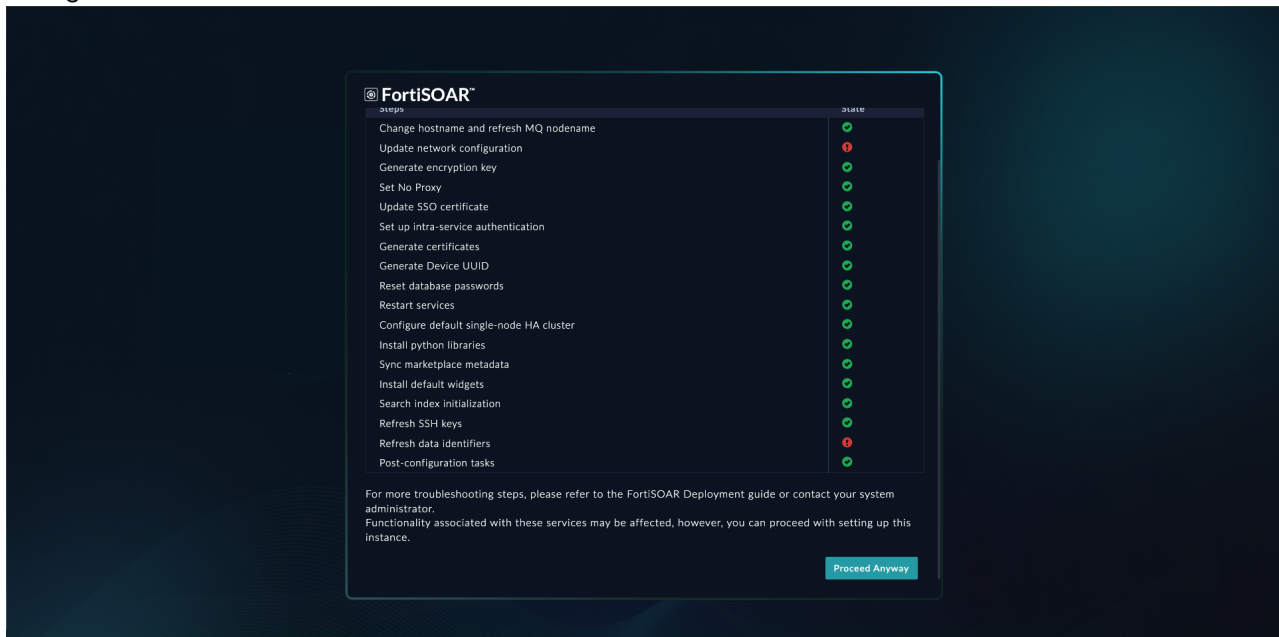 FortiSOAR™
Steps State
Change hostname and refresh MQ nodename
Update network configuration
Generate encryption key
Set No Proxy
Update SSO certificate
Set up intra-service authentication
Generate certificates
Generate Device UUID
Reset database passwords
Restart services
Configure default single-node HA cluster
Install python libraries
Sync marketplace metadata
Install default widgets
Search index initialization
Refresh SSH keys
Refresh data identifiers
Post-configuration tasks
For more troubleshooting steps, please refer to the FortiSOAR Deployment guide or contact your system
administrator.
Functionality associated with these services may be affected, however, you can proceed with setting up this
instance.
Proceed Anyway